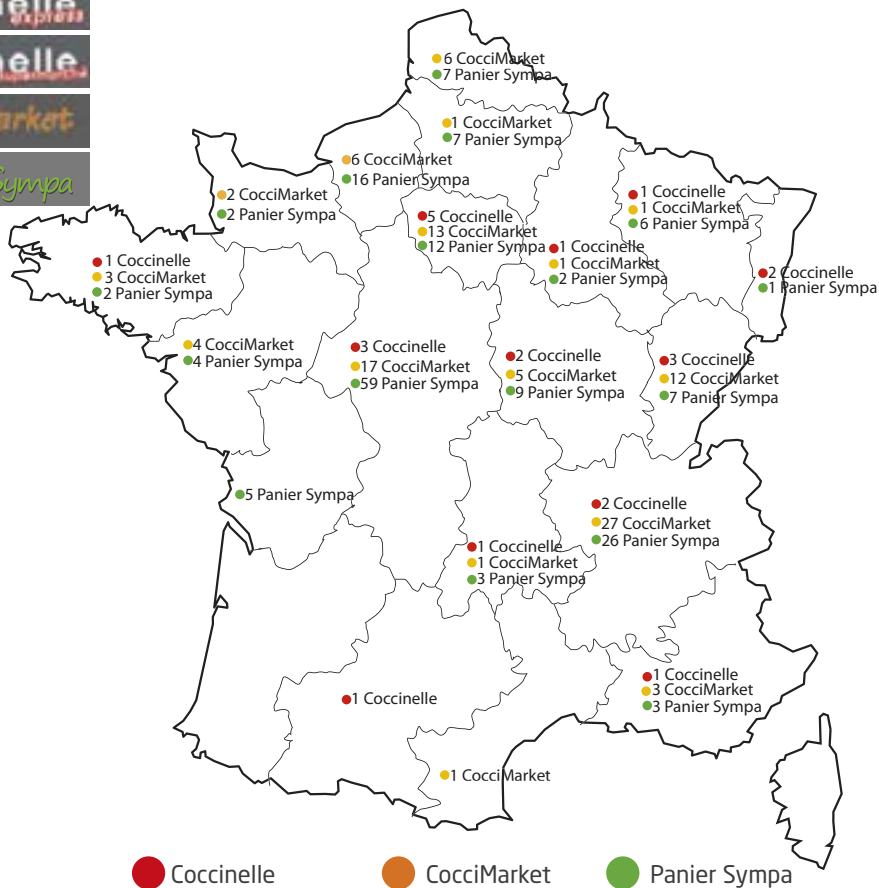 express
elle
arket
Sympa
6 CocciMarket
7 Panier Sympa
1 CocciMarket
7 Panier Sympa
6 CocciMarket
16 Panier Sympa
2 CocciMarket
2 Panier Sympa
1 Coccinelle
1 CocciMarket
6 Panier Sympa
5 Coccinelle
13 CocciMarket
12 Panier Sympa
1 Coccinelle
1 CocciMarket
2 Panier Sympa
1 Coccinelle
3 CocciMarket
2 Panier Sympa
2 Coccinelle
1 Panier Sympa
4 CocciMarket
4 Panier Sympa
3 Coccinelle
17 CocciMarket
59 Panier Sympa
2 Coccinelle
5 CocciMarket
9 Panier Sympa
3 Coccinelle
12 CocciMarket
7 Panier Sympa
5 Panier Sympa
2 Coccinelle
27 CocciMarket
26 Panier Sympa
1 Coccinelle
1 CocciMarket
3 Panier Sympa
1 Coccinelle
3 CocciMarket
3 Panier Sympa
1 Coccinelle
1 CocciMarket
Coccinelle CocciMarket Panier Sympa